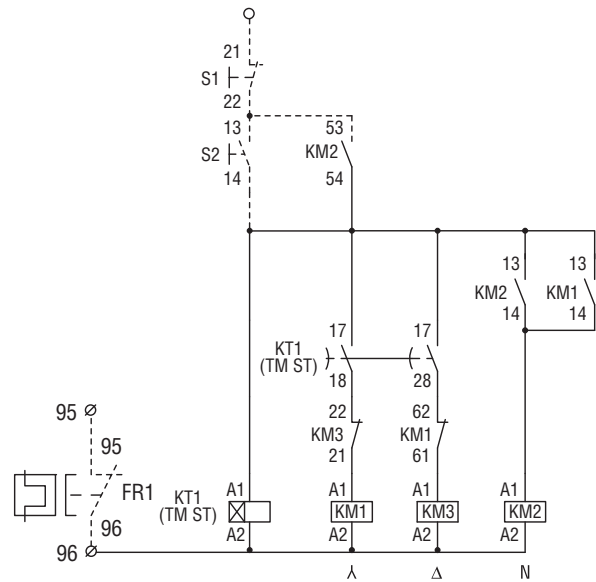 21
S1
22
13
S2
14
53
KM2
54
13
KM2
14
13
KM1
14
17
KT1
(TM ST)
18
17
28
22
KM3
21
62
KM1
61
95
95
FR1
96
96
KT1
(TM ST)
A1
A2
A1
KM1
A2
A1
KM3
A2
A1
KM2
A2
⅄
Δ
N